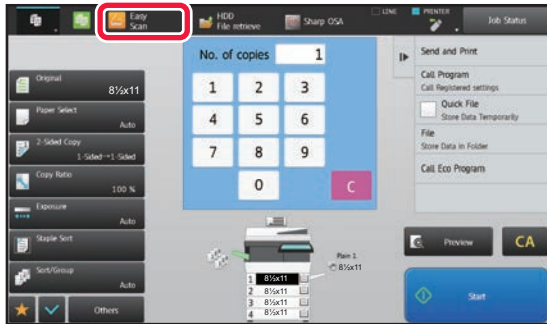 Easy
Scan
HDD
File retrieve
Sharp OSA
LINE
PRINTER
Job Status
No. of copies 1
Original
8½x11
Paper Select
Auto
2-Sided Copy
1-Sided→1-Sided
Copy Ratio
100 %
Exposure
Auto
Staple Sort
Sort/Group
Auto
Others
1 2 3
4 5 6
7 8 9
0 C
Plain 1
8½x11
1 8½x11
2 8½x11
3 8½x11
4 8½x11
Send and Print
Call Program
Call Registered settings
Quick File
Store Data Temporarily
File
Store Data in Folder
Call Eco Program
Preview
CA
Start